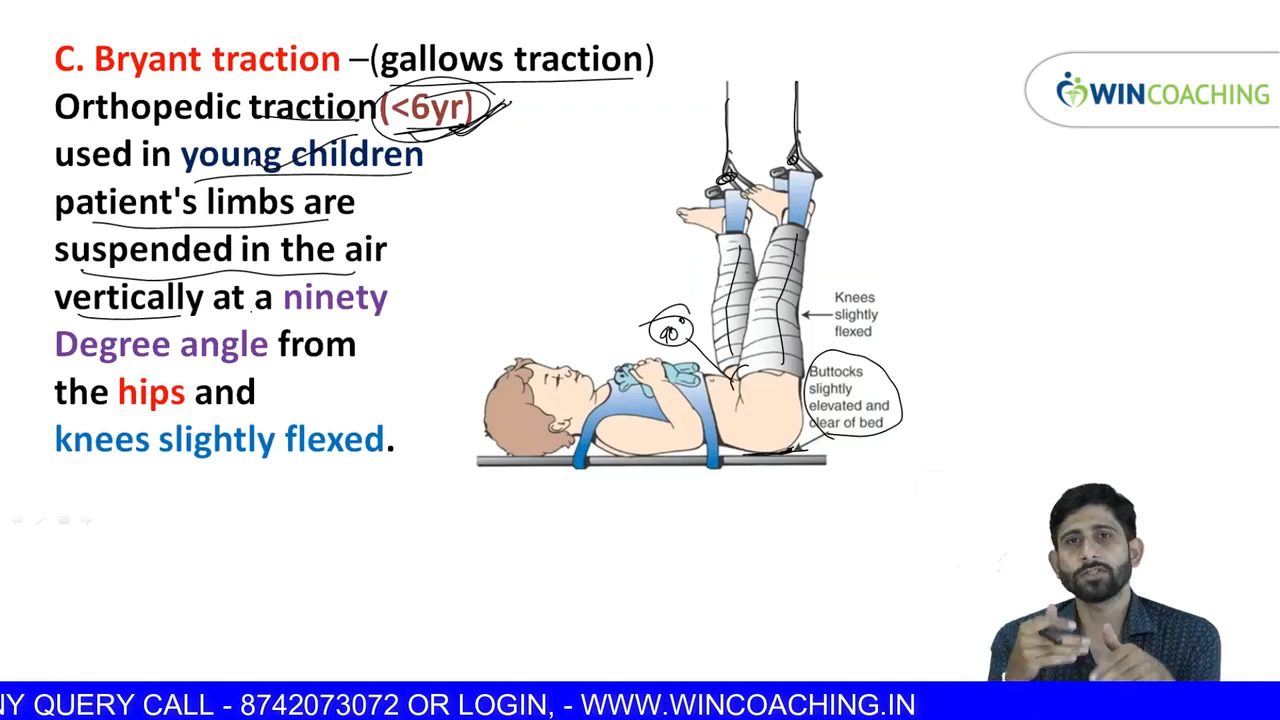 C. Bryant traction –(gallows traction)
Orthopedic traction(<6yr)
used in young children
patient's limbs are
suspended in the air
vertically at a ninety
Degree angle from
the hips and
knees slightly flexed.
WINCOACHING
90°
Knees
slightly
flexed
Buttocks
slightly
elevated and
clear of bed
NY QUERY CALL - 8742073072 OR LOGIN, - WWW.WINCOACHING.IN